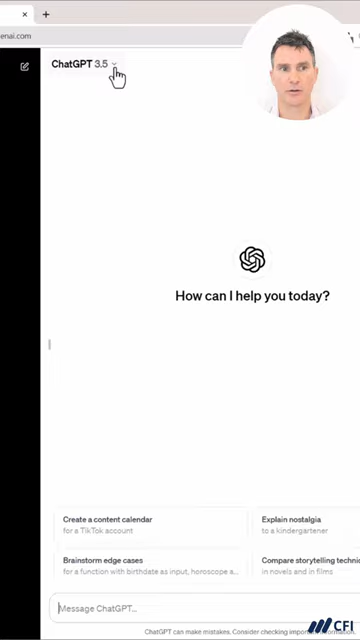 enai.com
ChatGPT 3.5
How can I help you today?
Create a content calendar
for a TikTok account
Explain nostalgia
to a kindergartener
Brainstorm edge cases
for a function with birthdate as input, horoscope a...
Compare storytelling techni
in novels and in films
Message ChatGPT...
ChatGPT can make mistakes. Consider checking important
CFI